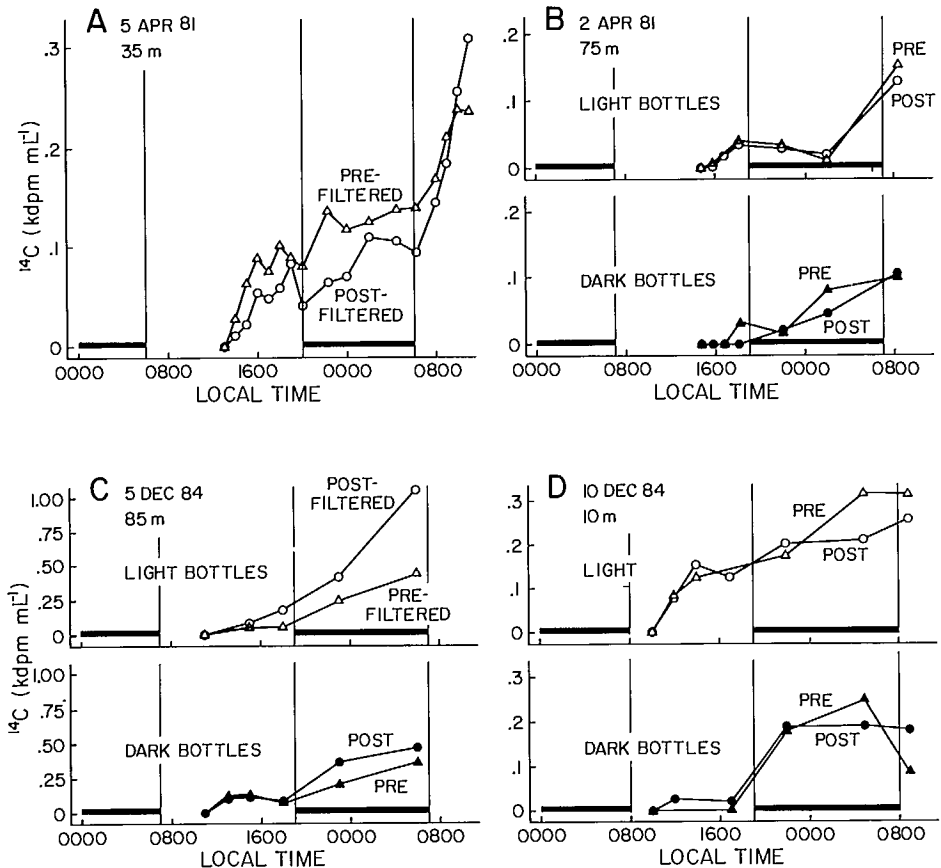 A
5 APR 81
35 m
.3
.2
.1
0
¹⁴C (kdpm mL⁻¹)
PRE-
FILTERED
POST-
FILTERED
0000 0800 1600 0000 0800
LOCAL TIME
B
2 APR 81
75 m
.2
.1
0
LIGHT BOTTLES
PRE
POST
.2
.1
0
DARK BOTTLES
PRE
POST
0000 0800 1600 0000 0800
LOCAL TIME
C
5 DEC 84
85 m
1.00
.75
.50
.25
0
LIGHT BOTTLES
POST-
FILTERED
PRE-
FILTERED
¹⁴C (kdpm mL⁻¹)
1.00
.75
.50
.25
0
DARK BOTTLES
POST
PRE
0000 0800 1600 0000 0800
LOCAL TIME
D
10 DEC 84
10 m
.3
.2
.1
0
LIGHT
PRE
POST
.3
.2
.1
0
DARK BOTTLES
PRE
POST
0000 0800 1600 0000 0800
LOCAL TIME